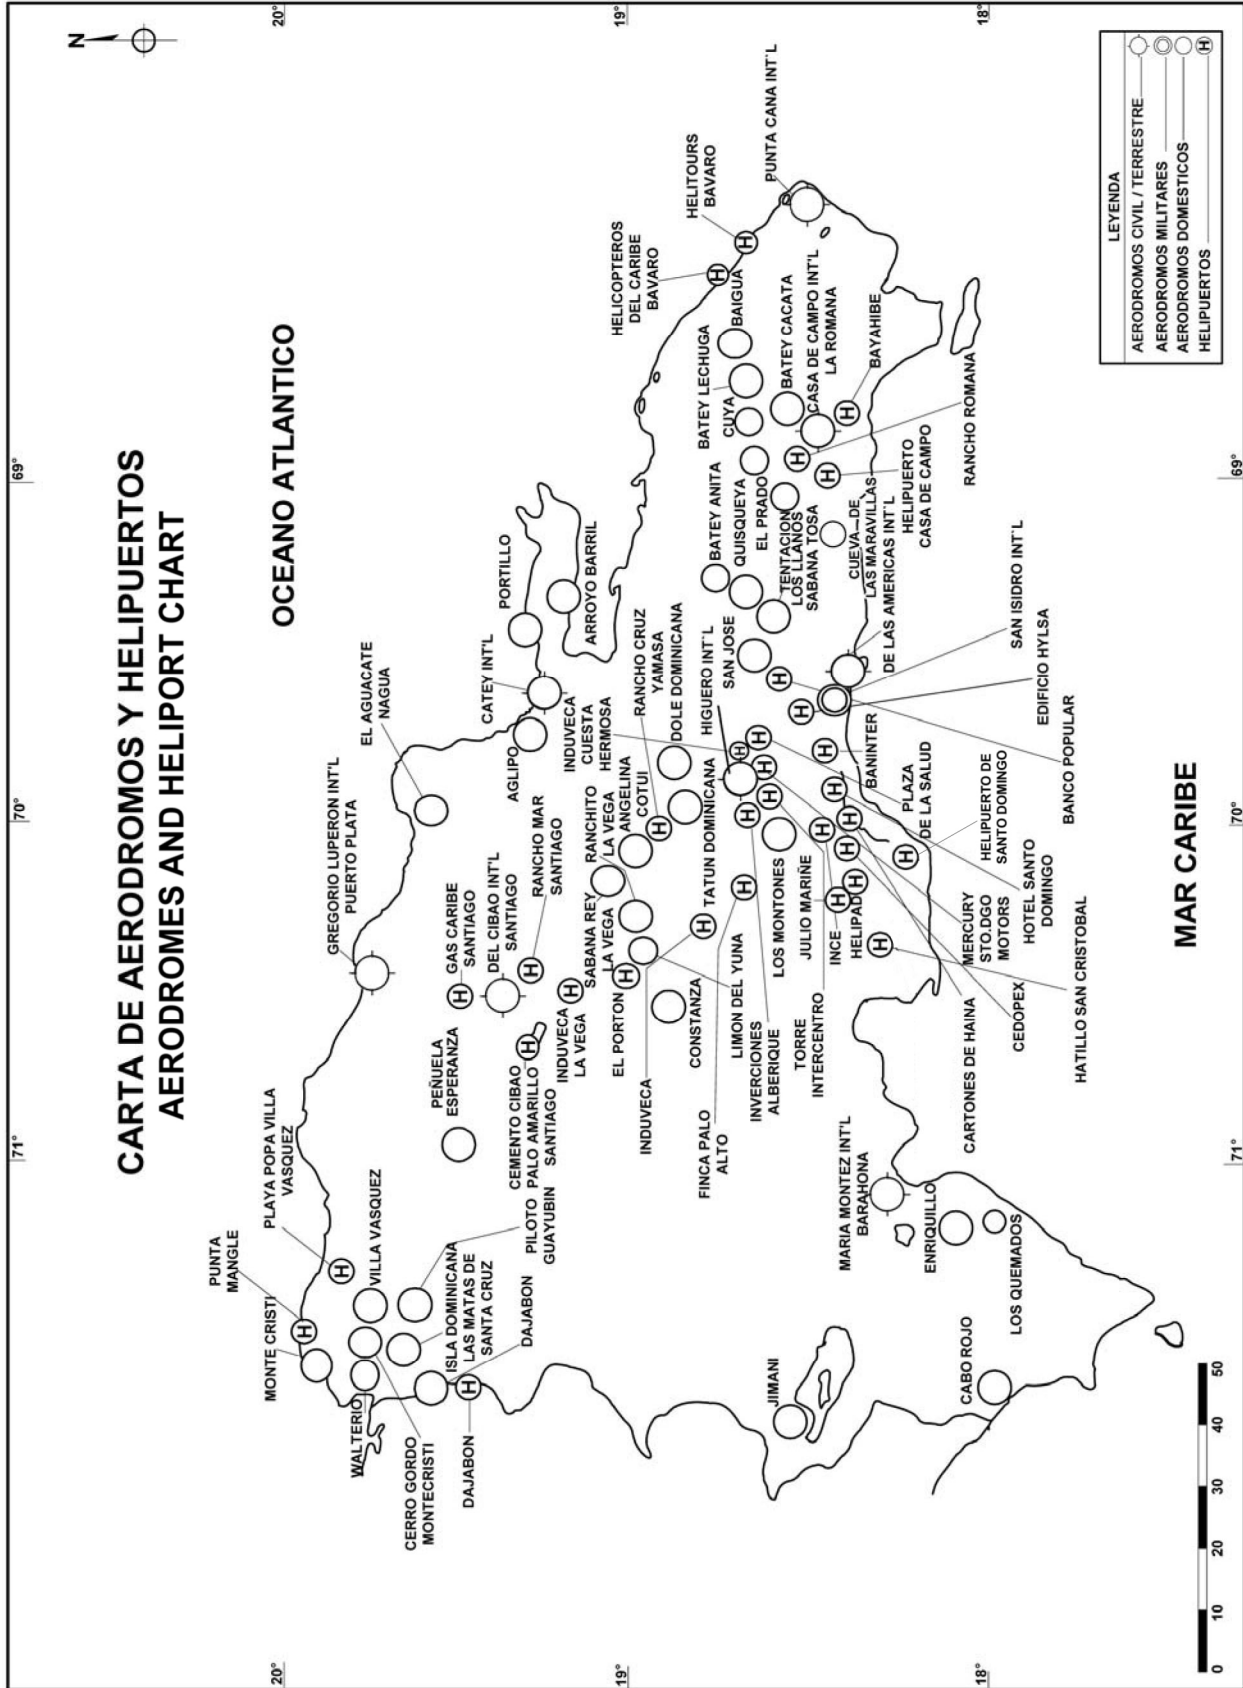 CARTA DE AERODROMOS Y HELIPUERTOS
AERODROMES AND HELIPORT CHART
N
71°
70°
69°
20°
20°
19°
19°
18°
18°
71°
70°
69°
OCEANO ATLANTICO
MAR CARIBE
PUNTA
MANGLE
PLAYA POPA VILLA
VASQUEZ
MONTE CRISTI
VILLA VASQUEZ
WALTERIO
CERRO GORDO
MONTECRISTI
ISLA DOMINICANA
LAS MATAS DE
SANTA CRUZ
PILOTO
GUAYUBIN
DAJABON
DAJABON
PEÑUELA
ESPERANZA
GREGORIO LUPERON INT'L
PUERTO PLATA
GAS CARIBE
SANTIAGO
DEL CIBAO INT'L
SANTIAGO
RANCHO MAR
SANTIAGO
CEMENTO CIBAO
PALO AMARILLO
SANTIAGO
INDUVECA
LA VEGA
EL AGUACATE
NAGUA
CATEY INT'L
AGLIPO
PORTILLO
ARROYO BARRIL
SABANA REY
LA VEGA
RANCHITO
LA VEGA
ANGELINA
COTUI
INDUVECA
CUESTA
HERMOSA
RANCHO CRUZ
YAMASA
DOLE DOMINICANA
TATUN DOMINICANA
HIGUERO INT'L
SAN JOSE
EL PORTON
INDUVECA
CONSTANZA
LIMON DEL YUNA
FINCA PALO
ALTO
INVERCIONES
ALBERIQUE
LOS MONTONES
TORRE
INTERCENTRO
JULIO MARIÑE
INCE
HELIPAD
BATEY ANITA
QUISQUEYA
EL PRADO
TENTACION
LOS LLANOS
SABANA TOSA
CUYA
BATEY LECHUGA
BAIGUA
BATEY CACATA
CASA DE CAMPO INT'L
LA ROMANA
BAYAHIBE
RANCHO ROMANA
HELIPUERTO
CASA DE CAMPO
CUEVA DE
LAS MARAVILLAS
DE LAS AMERICAS INT'L
HELICOPTEROS
DEL CARIBE
BAVARO
HELITOURS
BAVARO
PUNTA CANA INT'L
SAN ISIDRO INT'L
EDIFICIO HYLSA
BANCO POPULAR
BANINTER
PLAZA
DE LA SALUD
HELIPUERTO DE
SANTO DOMINGO
HOTEL SANTO
DOMINGO
MERCURY
STO.DGO
MOTORS
CEDOPEX
CARTONES DE HAINA
HATILLO SAN CRISTOBAL
MARIA MONTEZ INT'L
BARAHONA
ENRIQUILLO
LOS QUEMADOS
JIMANI
CABO ROJO
0 10 20 30 40 50
LEYENDA
AERODROMOS CIVIL / TERRESTRE
AERODROMOS MILITARES
AERODROMOS DOMESTICOS
HELIPUERTOS H